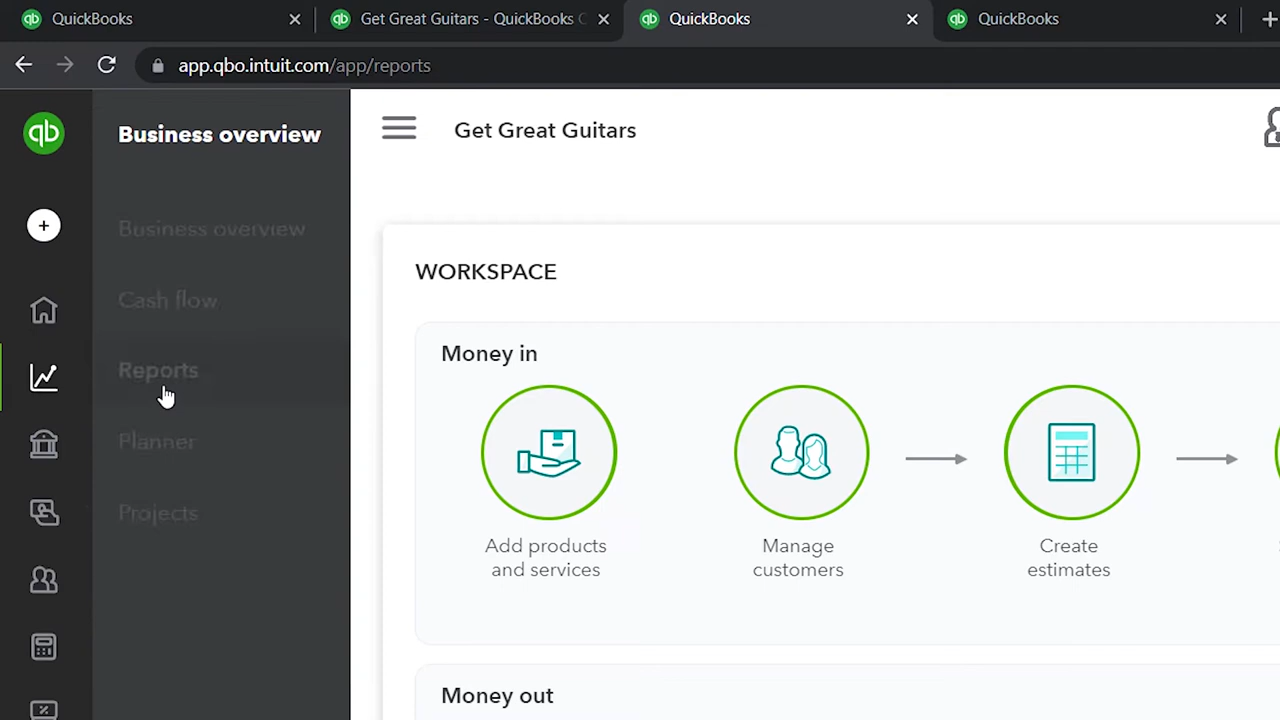 QuickBooks
Get Great Guitars - QuickBooks
QuickBooks
QuickBooks
app.qbo.intuit.com/app/reports
qb
Business overview
Get Great Guitars
Business overview
Cash flow
WORKSPACE
Reports
Money in
Planner
Projects
Add products
and services
Manage
customers
Create
estimates
Money out